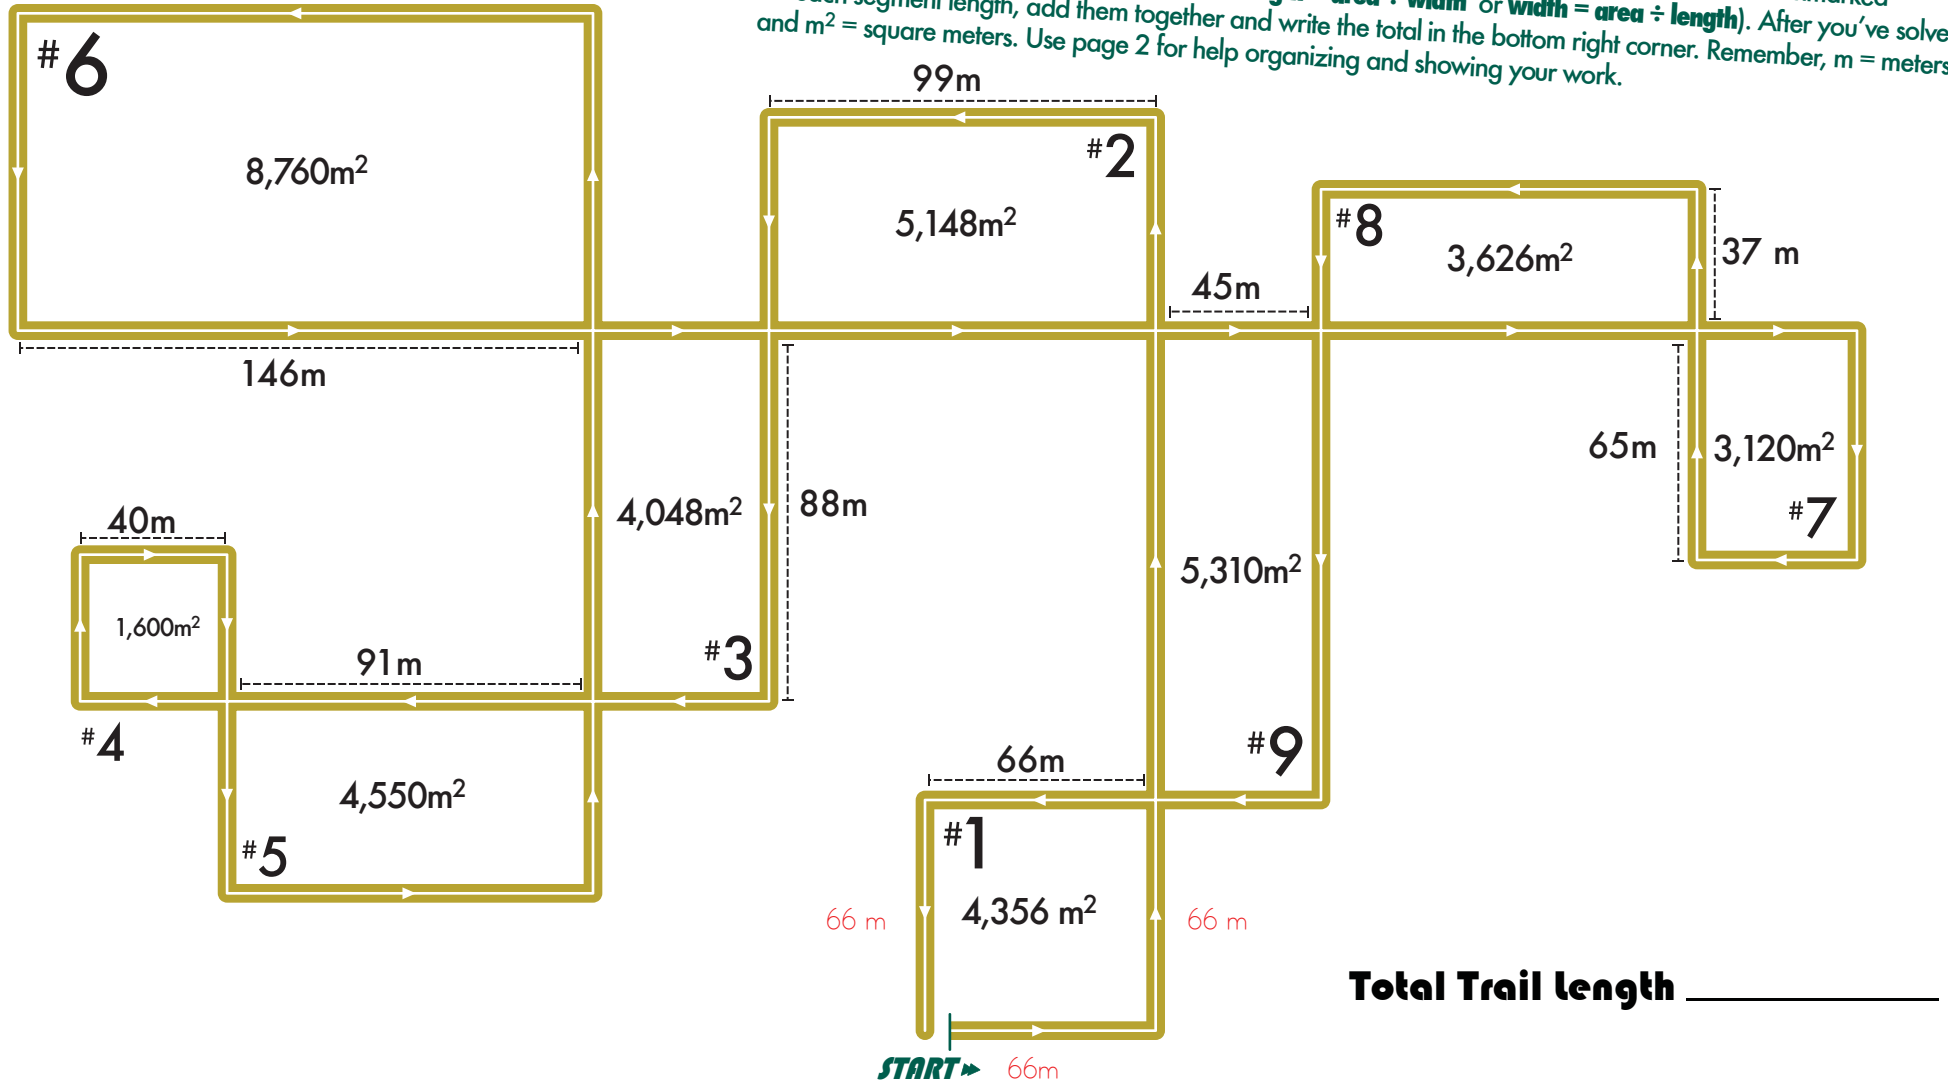 each segment length, add them together and write the total in the bottom right corner. Remember, m = meters
area ÷ width or width = area ÷ length). After you've solve
and m² = square meters. Use page 2 for help organizing and showing your work.
#6
8,760m²
146m
99m
#2
5,148m²
45m
#8
3,626m²
37 m
65m
3,120m²
#7
40m
1,600m²
#4
91m
4,048m²
88m
#3
4,550m²
#5
5,310m²
#9
66m
#1
4,356 m²
66 m
66 m
START
66m
Total Trail Length